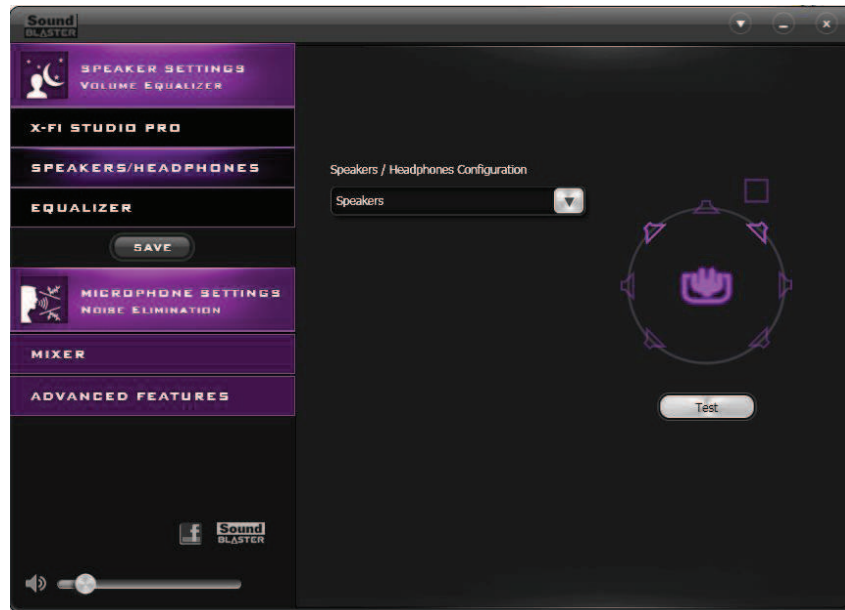 Sound
BLASTER
SPEAKER SETTINGS
VOLUME EQUALIZER
X-FI STUDIO PRO
SPEAKERS/HEADPHONES
EQUALIZER
SAVE
MICROPHONE SETTINGS
NOISE ELIMINATION
MIXER
ADVANCED FEATURES
Speakers / Headphones Configuration
Speakers
Test
f
Sound
BLASTER